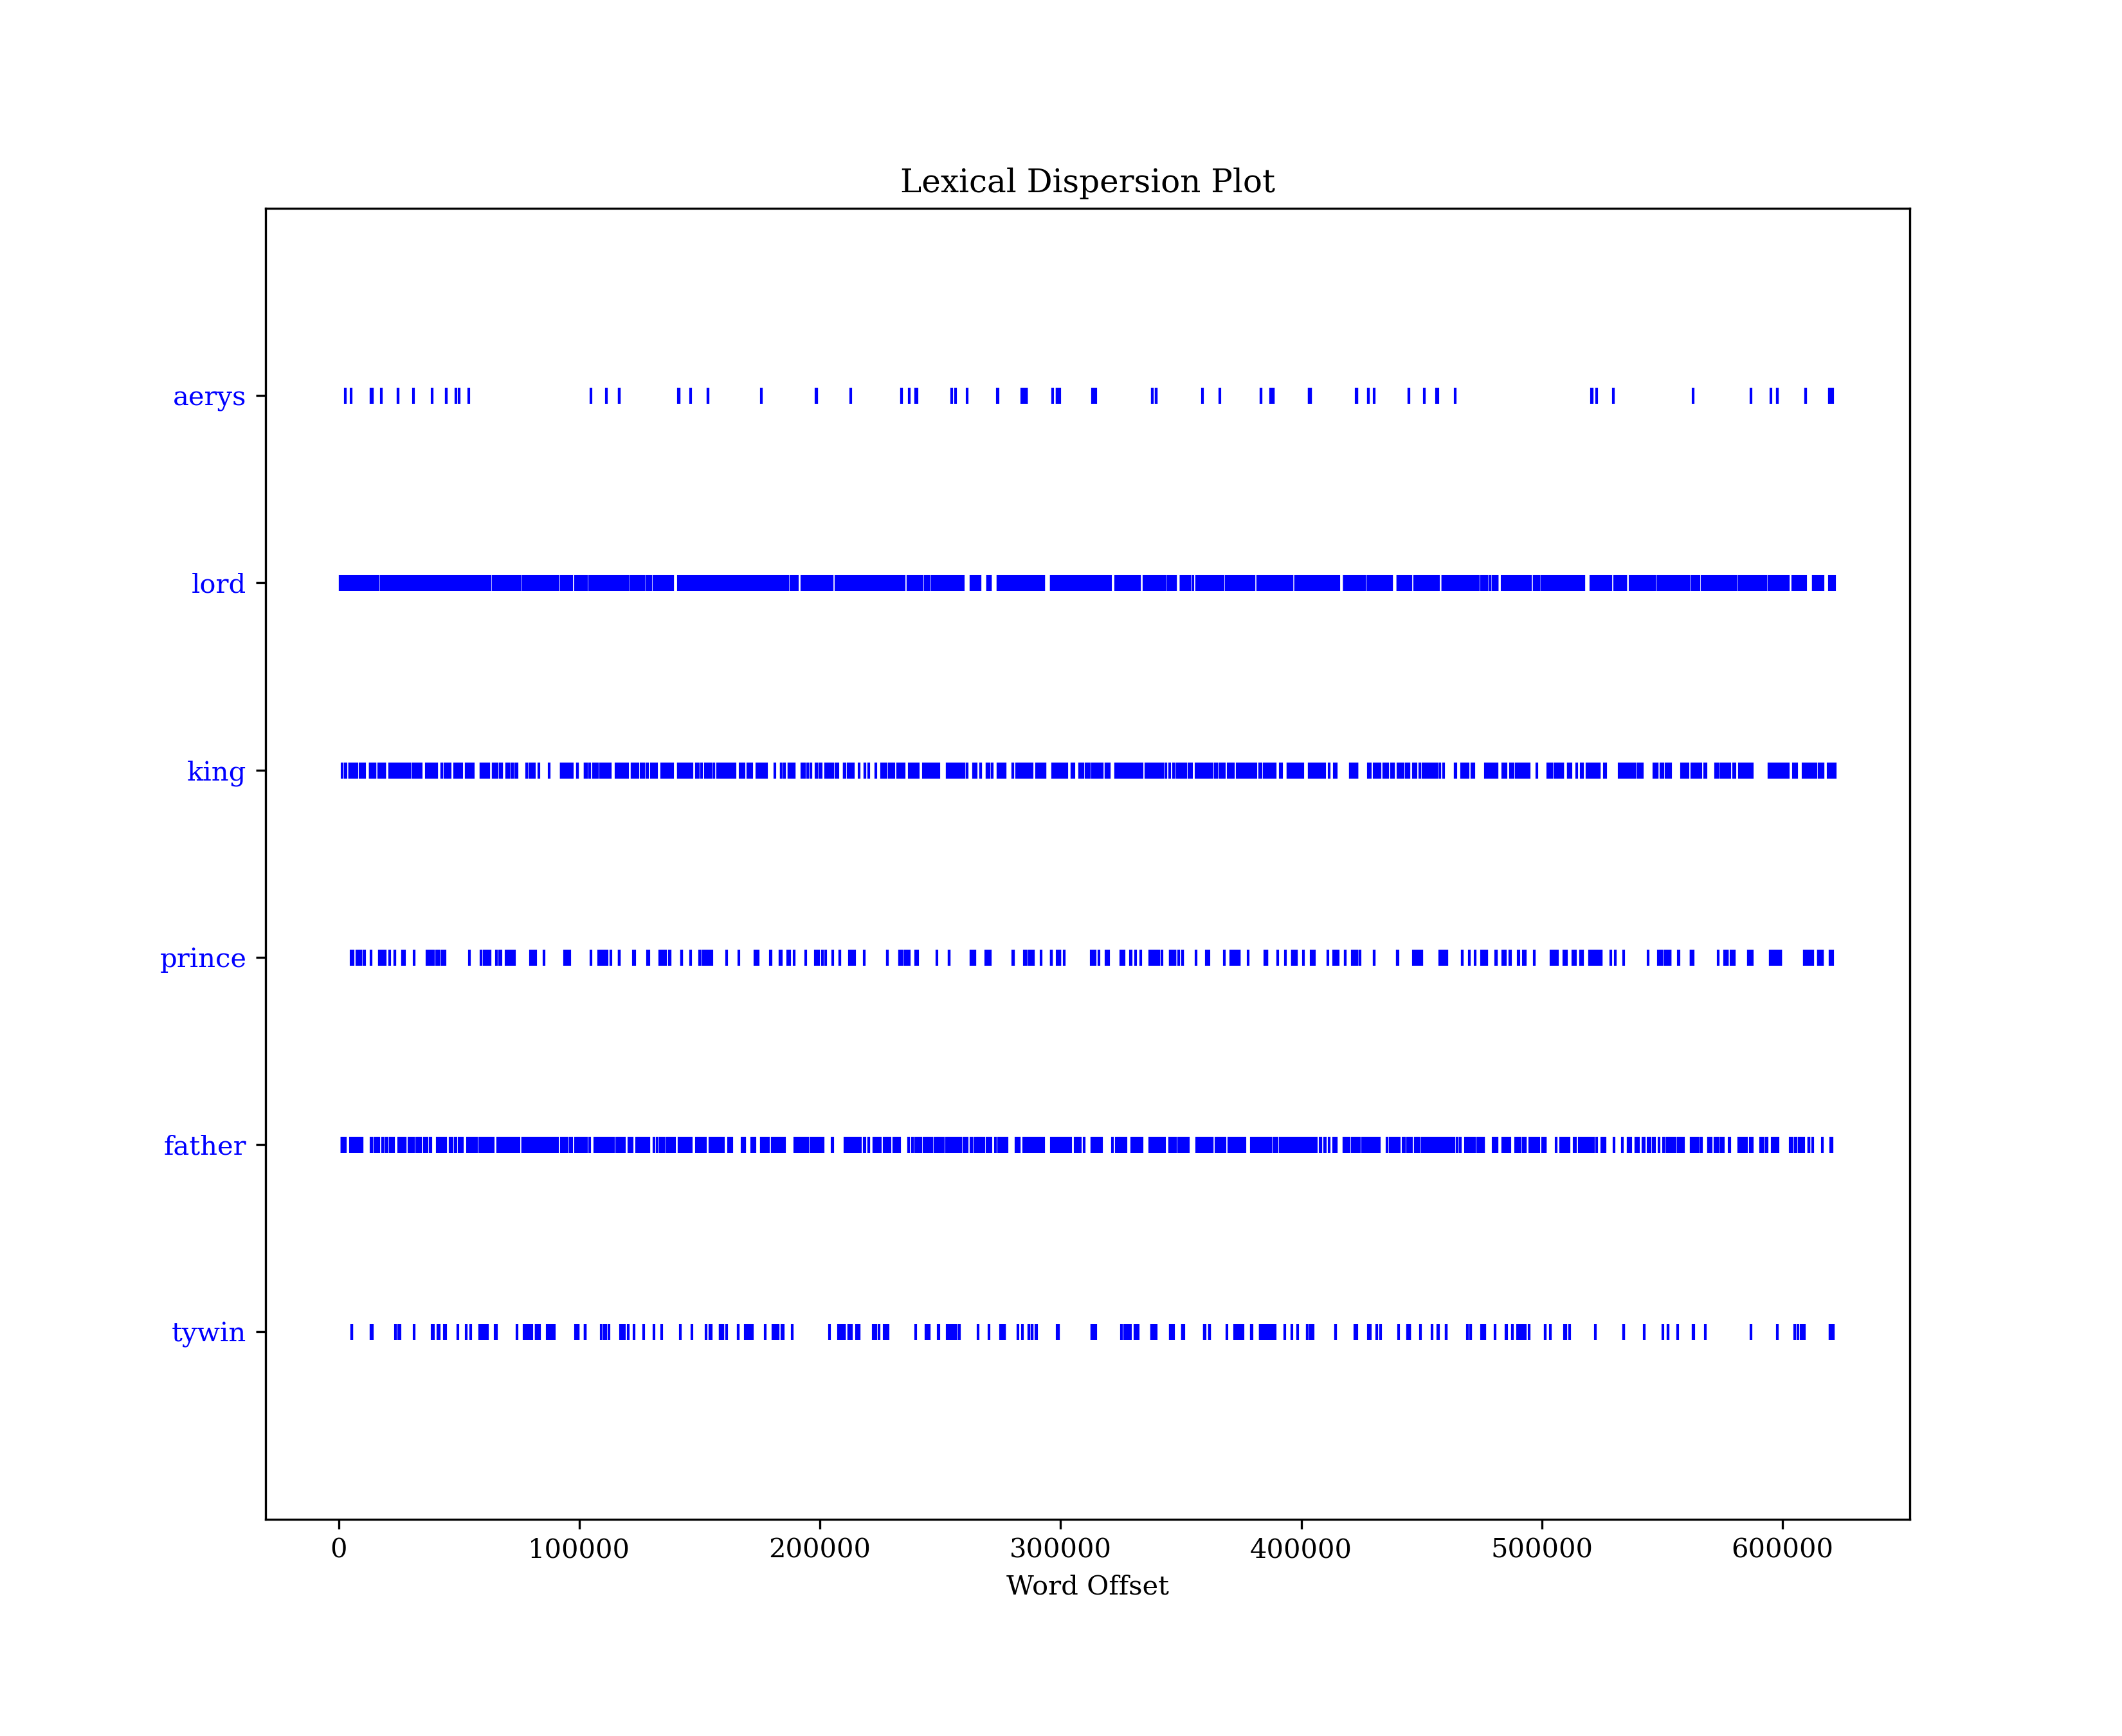 Lexical Dispersion Plot
aerys
lord
king
prince
father
tywin
0 100000 200000 300000 400000 500000 600000
Word Offset